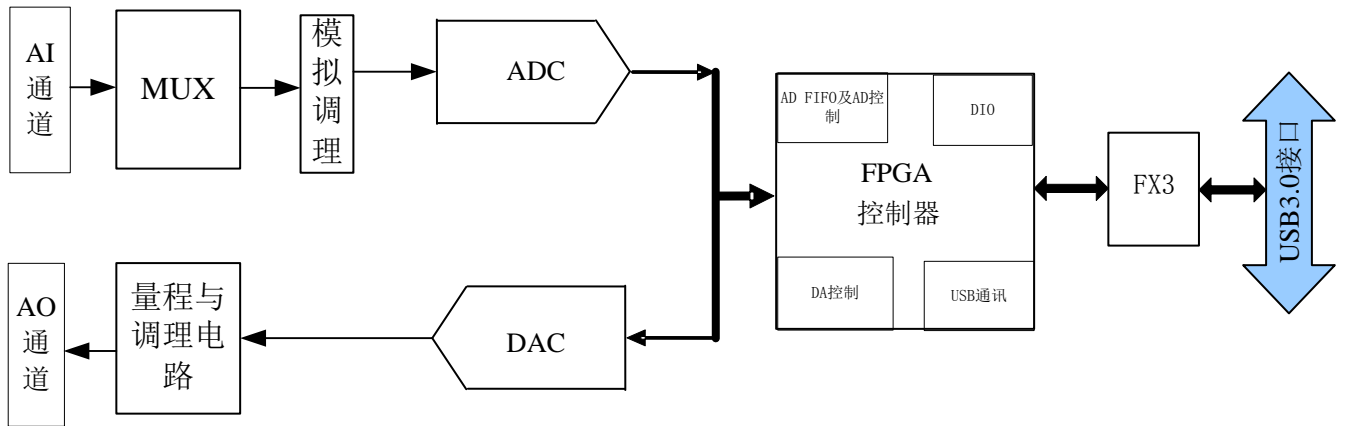 AI
通
道
MUX
模
拟
调
理
ADC
AD FIFO及AD控
制
DIO
FPGA
控制器
DA控制
USB通讯
FX3
USB3.0接口
AO
通
道
量程与
调理电
路
DAC